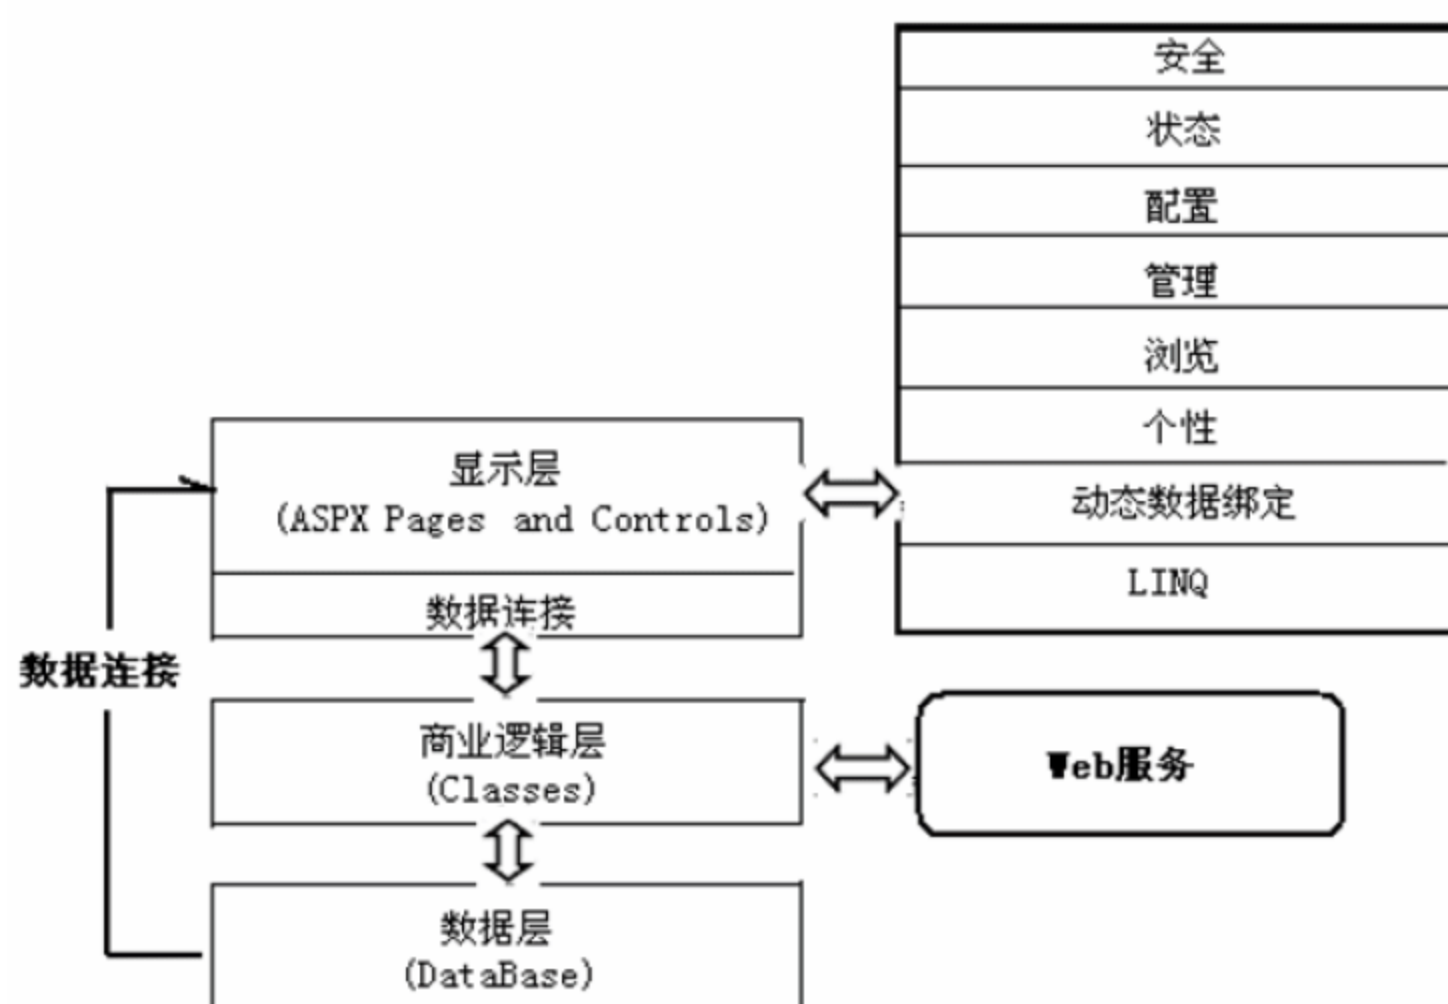 安全
状态
配置
管理
浏览
个性
动态数据绑定
LINQ
显示层
(ASPX Pages and Controls)
数据连接
数据连接
商业逻辑层
(Classes)
Web服务
数据层
(DataBase)